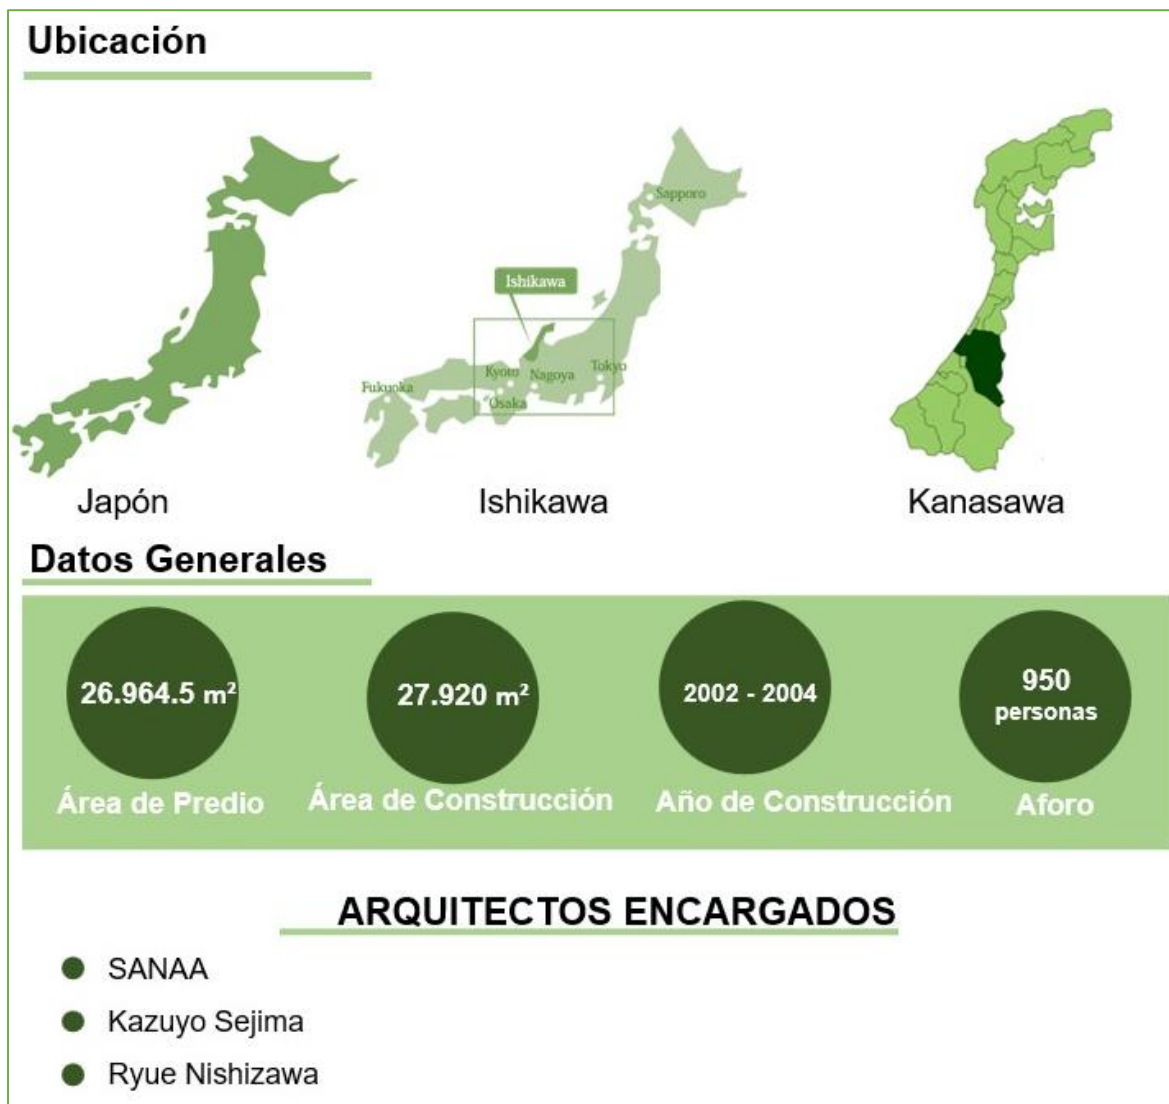 Ubicación
Sapporo
Ishikawa
Kyoto
Nagoya
Tokyo
Fukuoka
Osaka
Japón
Ishikawa
Kanasawa
Datos Generales
26.964.5 m²
27.920 m²
2002 - 2004
950
personas
Área de Predio
Área de Construcción
Año de Construcción
Aforo
ARQUITECTOS ENCARGADOS
SANAA
Kazuyo Sejima
Ryue Nishizawa